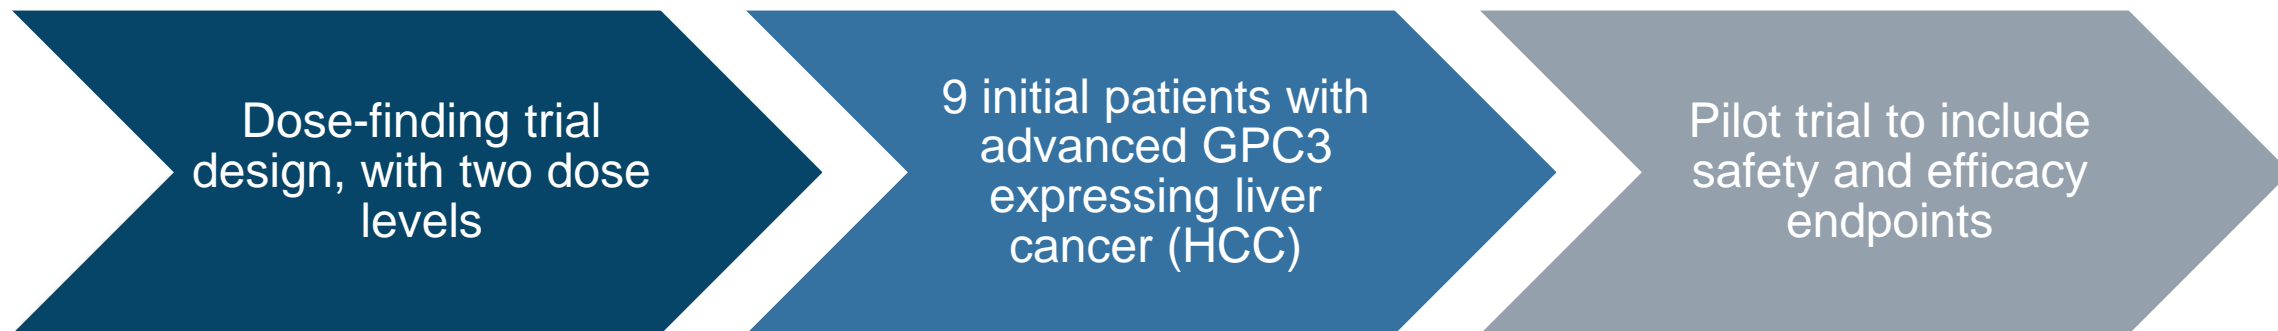 Dose-finding trial
design, with two dose
levels
9 initial patients with
advanced GPC3
expressing liver
cancer (HCC)
Pilot trial to include
safety and efficacy
endpoints